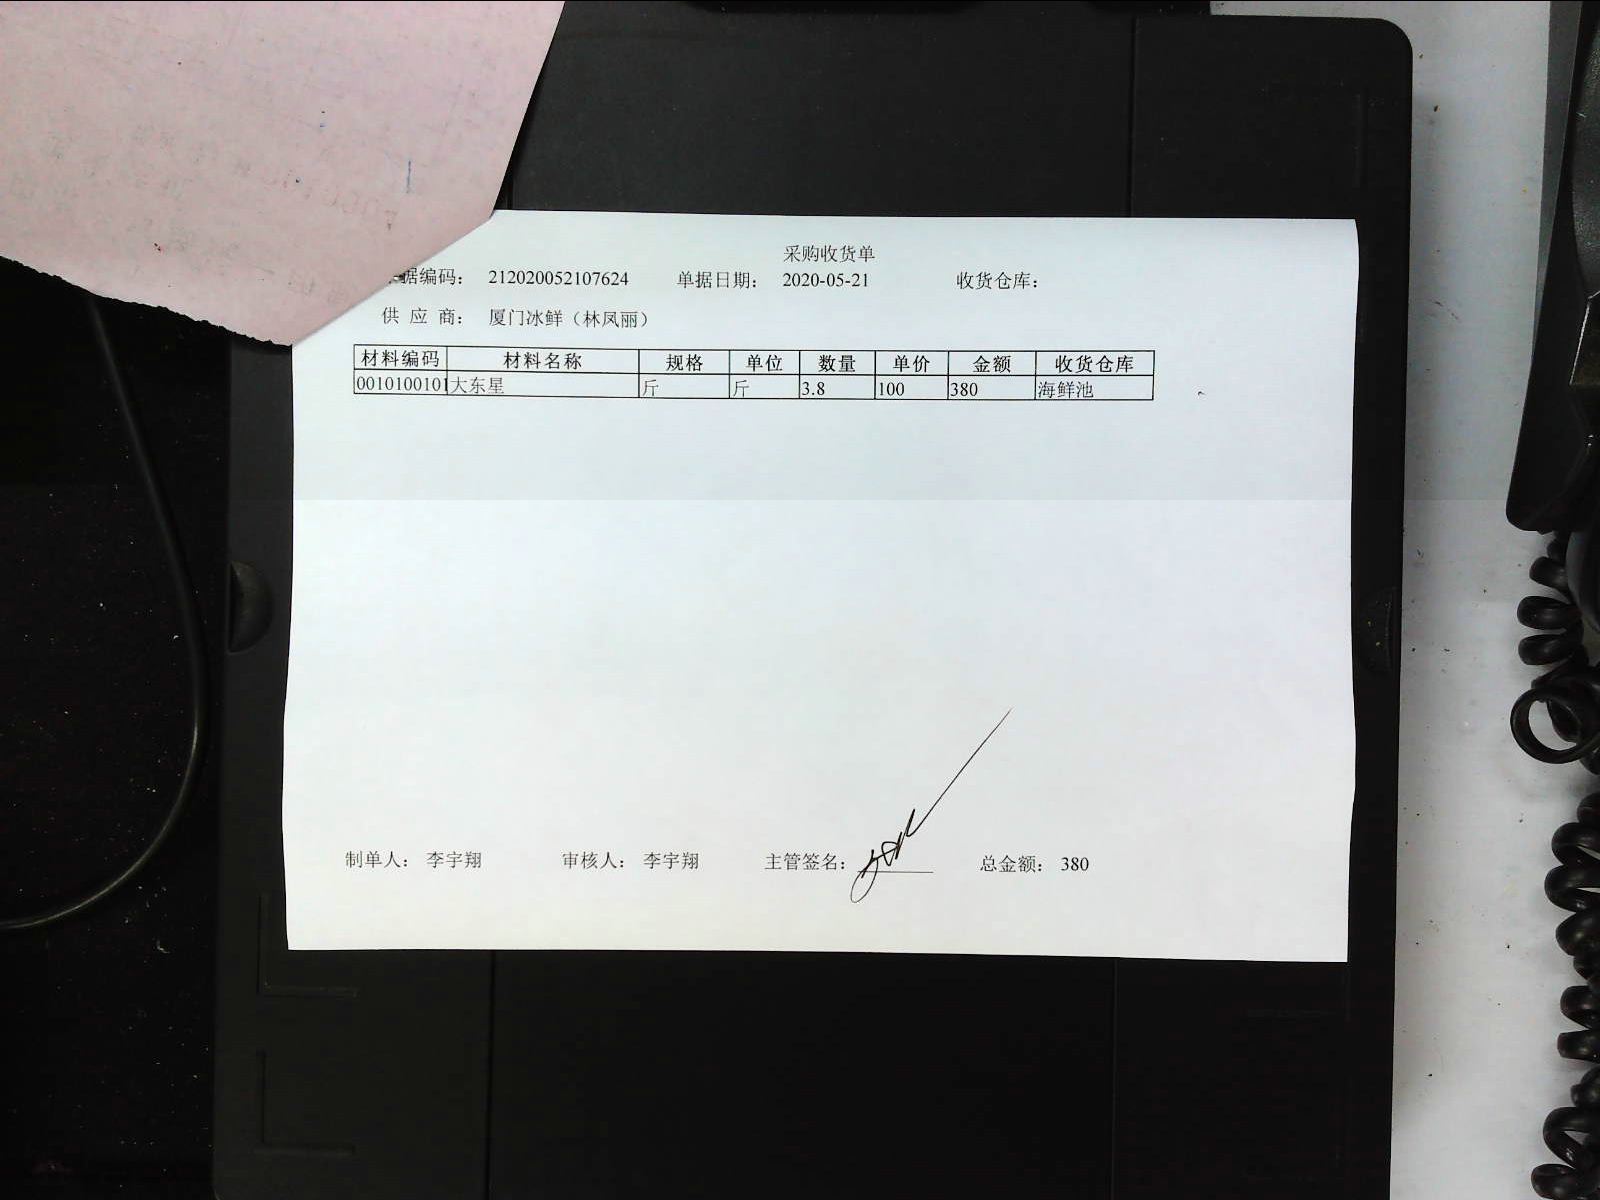 采购收货单
据编码： 212020052107624 单据日期： 2020-05-21 收货仓库：
供 应 商： 厦门冰鲜（林凤丽）
材料编码 材料名称 规格 单位 数量 单价 金额 收货仓库
0010100101 大东星 斤 斤 3.8 100 380 海鲜池
制单人： 李宇翔 审核人： 李宇翔 主管签名： 总金额： 380